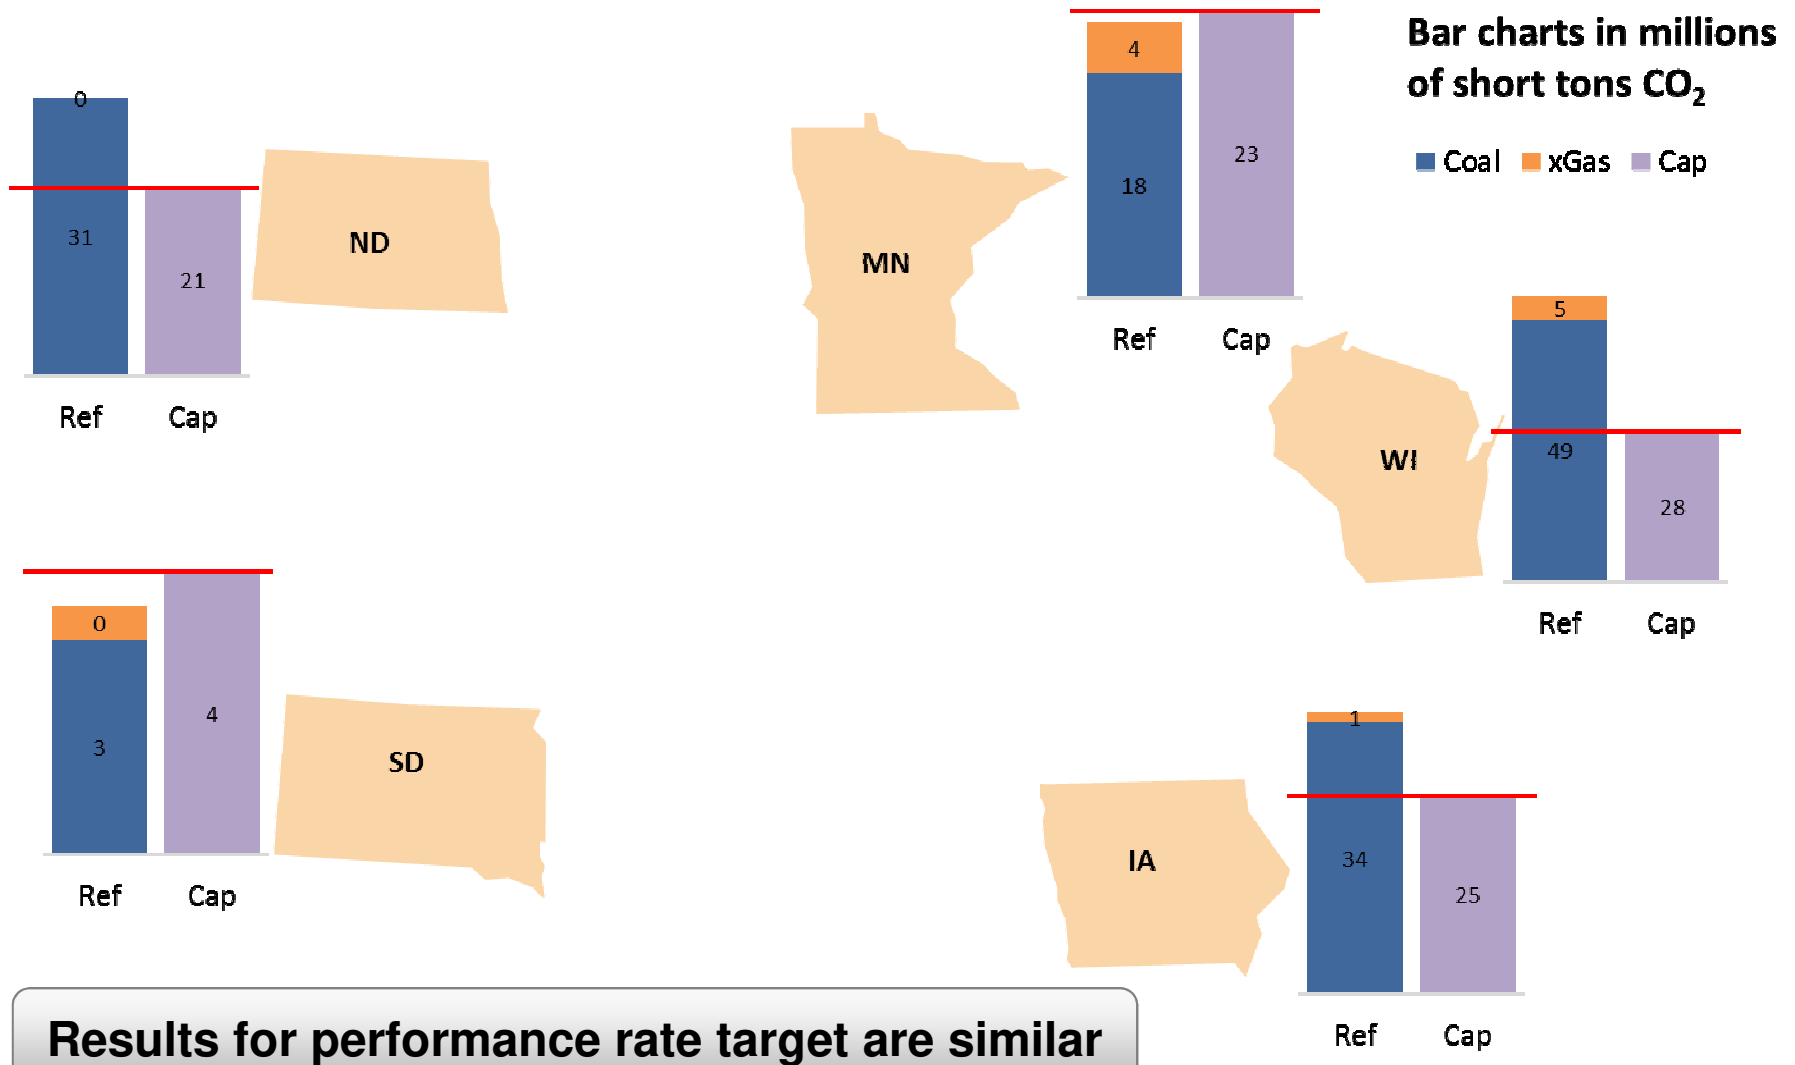 Bar charts in millions
of short tons CO₂
Coal xGas Cap
0
31
21
Ref Cap
ND
4
18
23
Ref Cap
MN
5
49
28
Ref Cap
WI
0
3
4
Ref Cap
SD
1
34
25
Ref Cap
IA
Results for performance rate target are similar